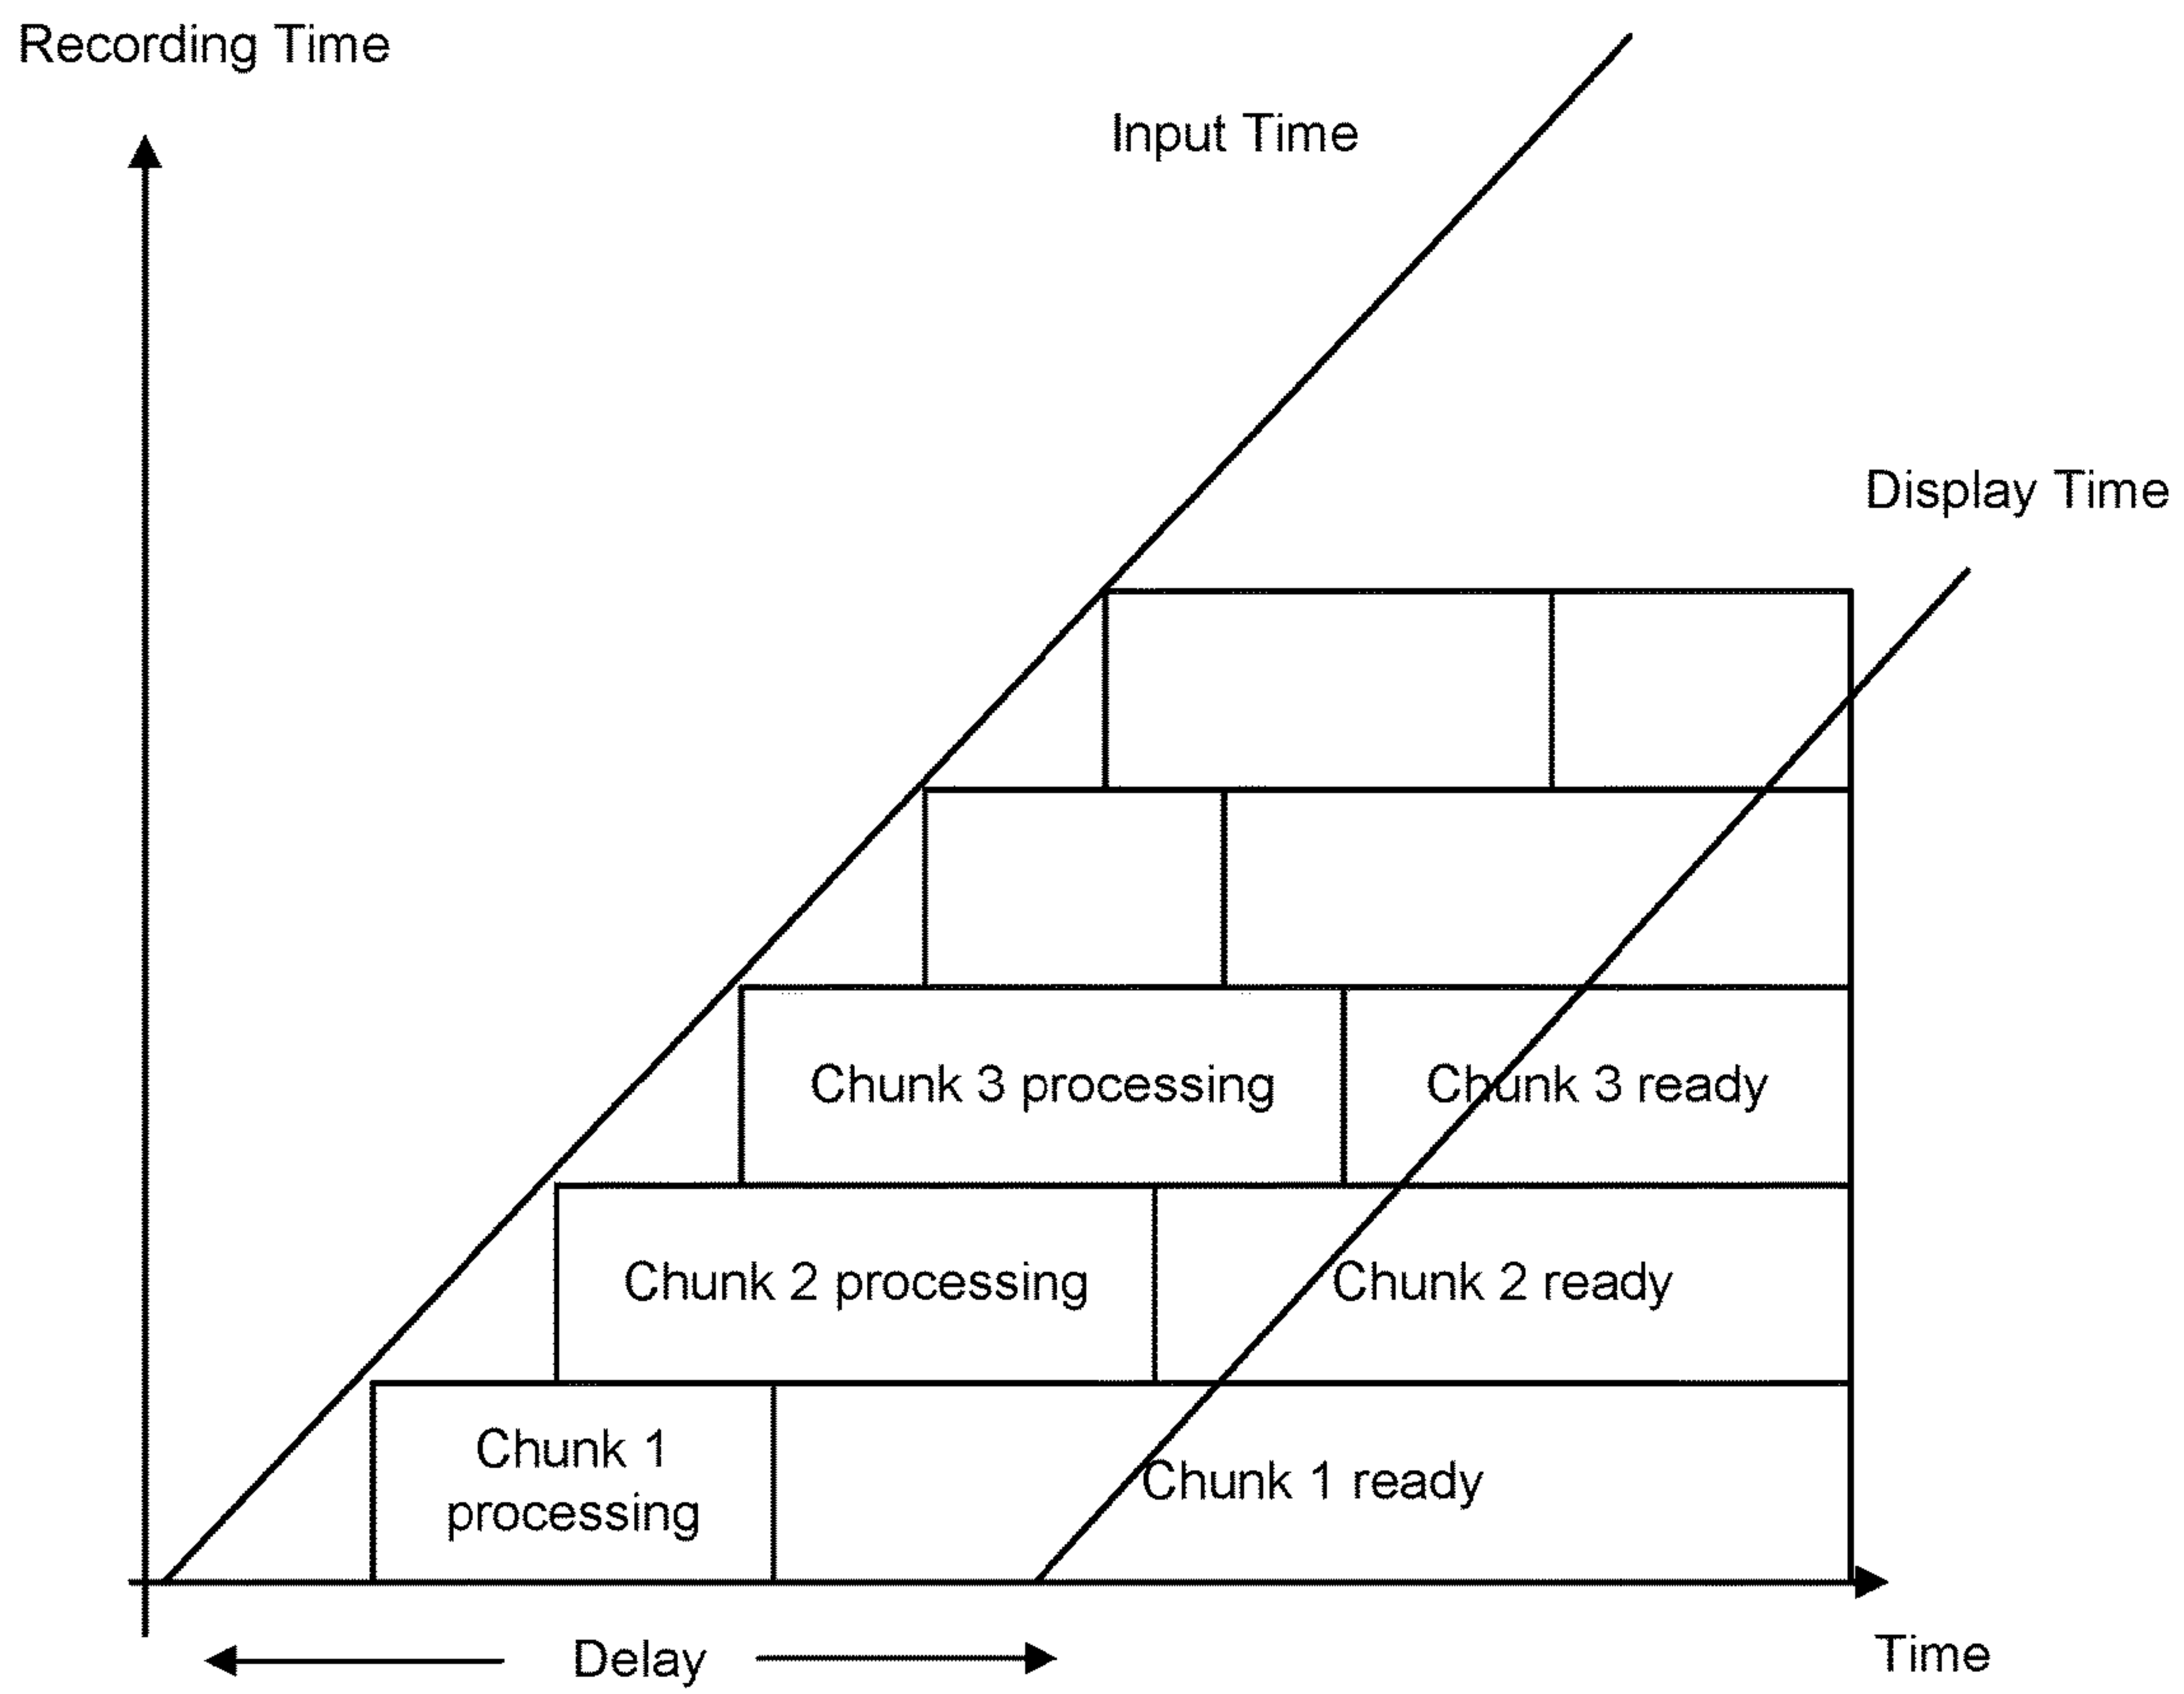 Recording Time
Input Time
Display Time
Chunk 3 processing
Chunk 3 ready
Chunk 2 processing
Chunk 2 ready
Chunk 1
processing
Chunk 1 ready
Delay
Time